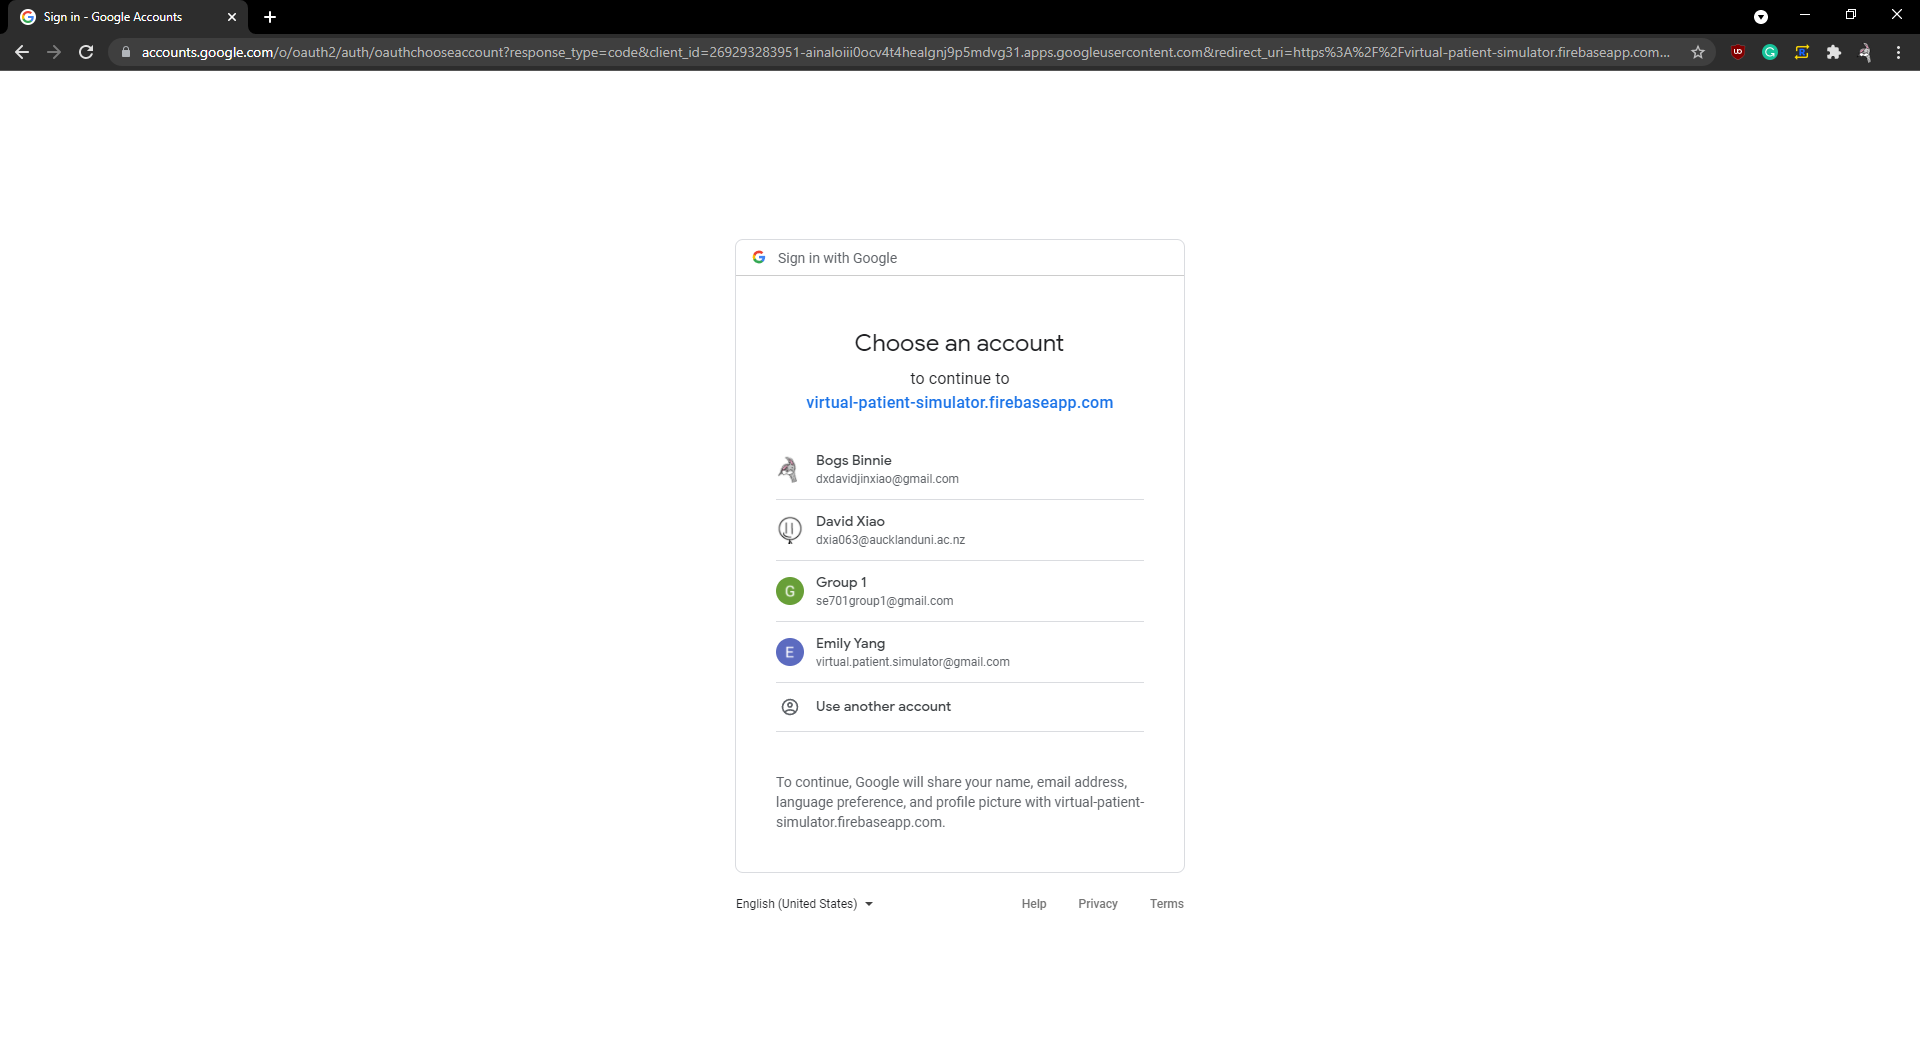 Sign in - Google Accounts
accounts.google.com/o/oauth2/auth/oauthchooseaccount?response_type=code&client_id=269293283951-ainaloiii0ocv4t4healgnj9p5mdvg31.apps.googleusercontent.com&redirect_uri=https%3A%2F%2Fvirtual-patient-simulator.firebaseapp.com...
Sign in with Google
Choose an account
to continue to
virtual-patient-simulator.firebaseapp.com
Bogs Binnie
dxdavidjinxiao@gmail.com
David Xiao
dxia063@aucklanduni.ac.nz
G
Group 1
se701group1@gmail.com
E
Emily Yang
virtual.patient.simulator@gmail.com
Use another account
To continue, Google will share your name, email address,
language preference, and profile picture with virtual-patient-
simulator.firebaseapp.com.
English (United States) Help Privacy Terms